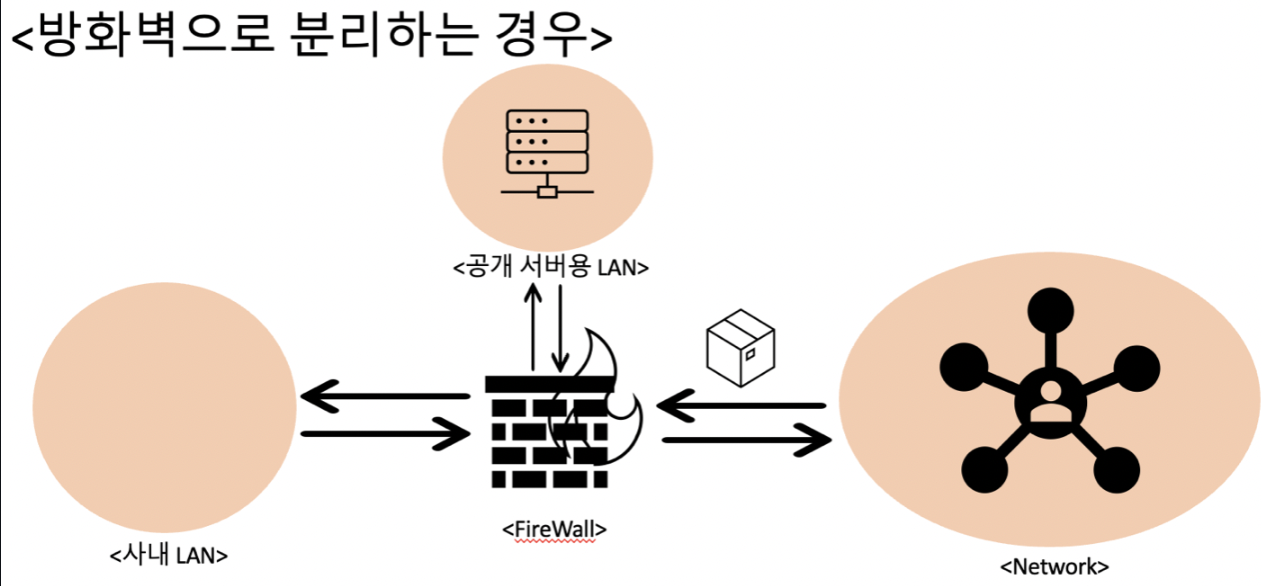 <방화벽으로 분리하는 경우>
<공개 서버용 LAN>
<FireWall>
<사내 LAN>
<Network>